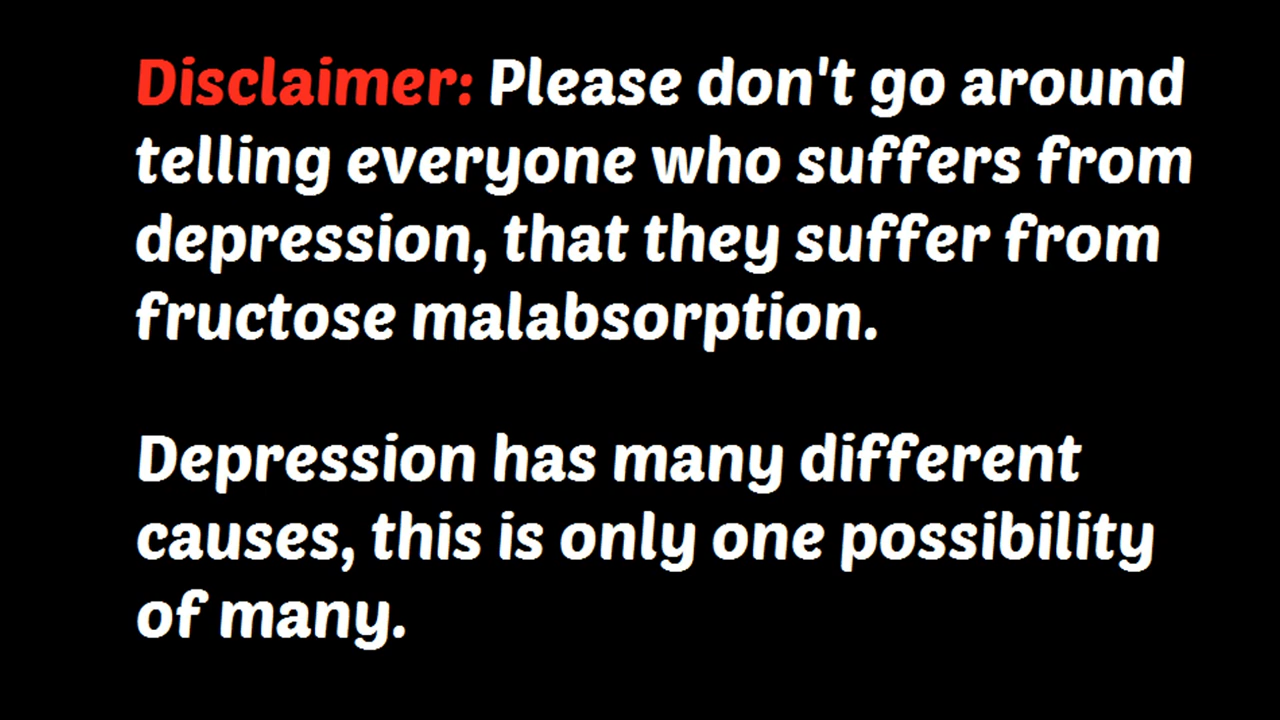 Disclaimer: Please don't go around
telling everyone who suffers from
depression, that they suffer from
fructose malabsorption.
Depression has many different
causes, this is only one possibility
of many.